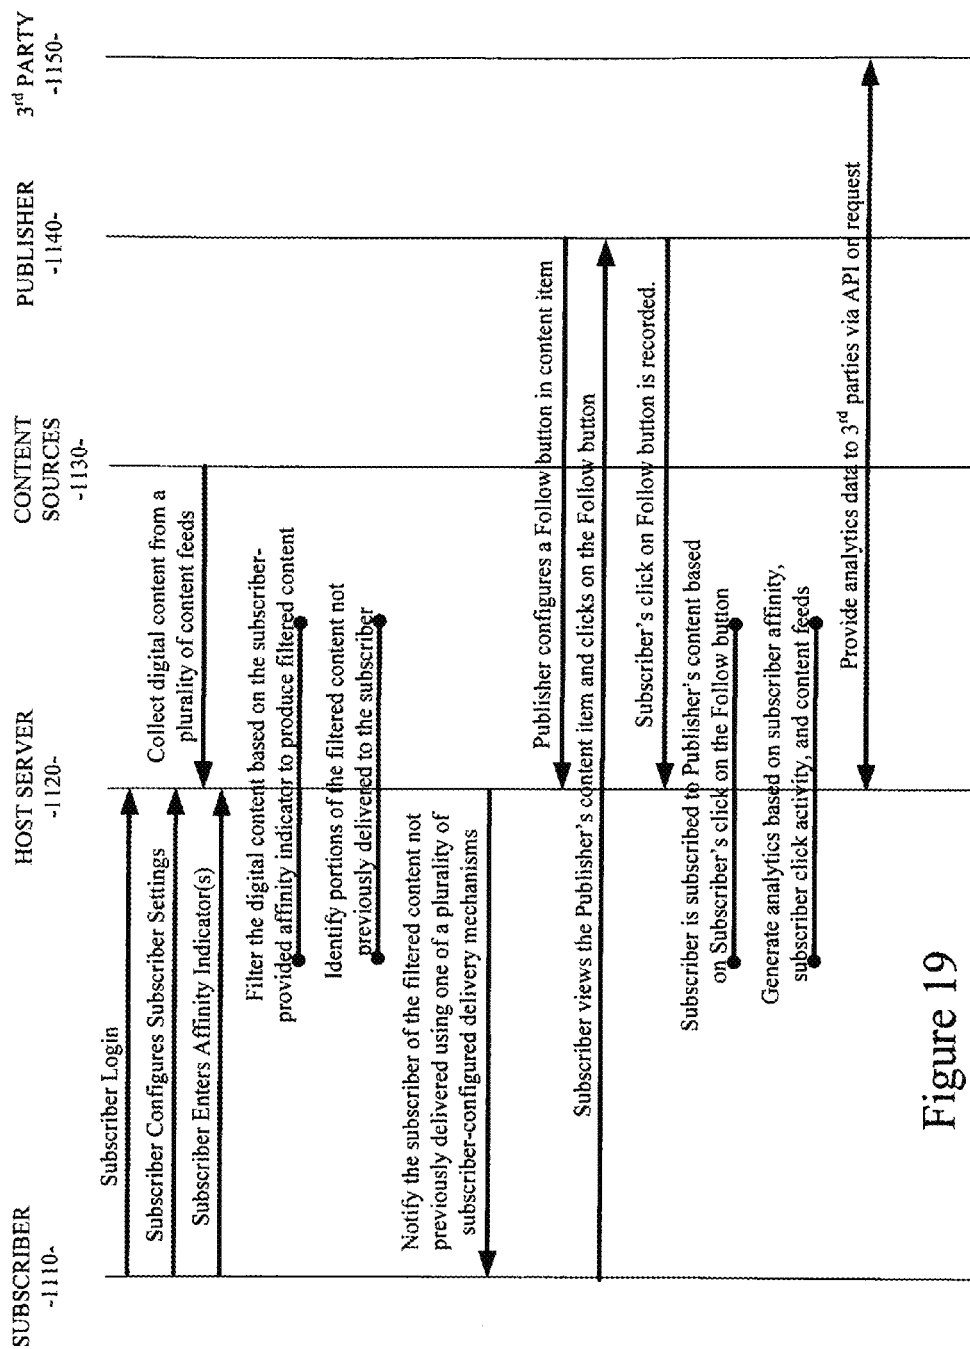 SUBSCRIBER
-1110-
HOST SERVER
-1120-
CONTENT
SOURCES
-1130-
PUBLISHER
-1140-
3rd PARTY
-1150-
Subscriber Login
Subscriber Configures Subscriber Settings
Subscriber Enters Affinity Indicator(s)
Collect digital content from a
plurality of content feeds
Filter the digital content based on the subscriber-
provided affinity indicator to produce filtered content
Identify portions of the filtered content not
previously delivered to the subscriber
Notify the subscriber of the filtered content not
previously delivered using one of a plurality of
subscriber-configured delivery mechanisms
Publisher configures a Follow button in content item
Subscriber views the Publisher's content item and clicks on the Follow button
Subscriber's click on Follow button is recorded.
Subscriber is subscribed to Publisher's content based
on Subscriber's click on the Follow button
Generate analytics based on subscriber affinity,
subscriber click activity, and content feeds
Provide analytics data to 3rd parties via API on request
Figure 19